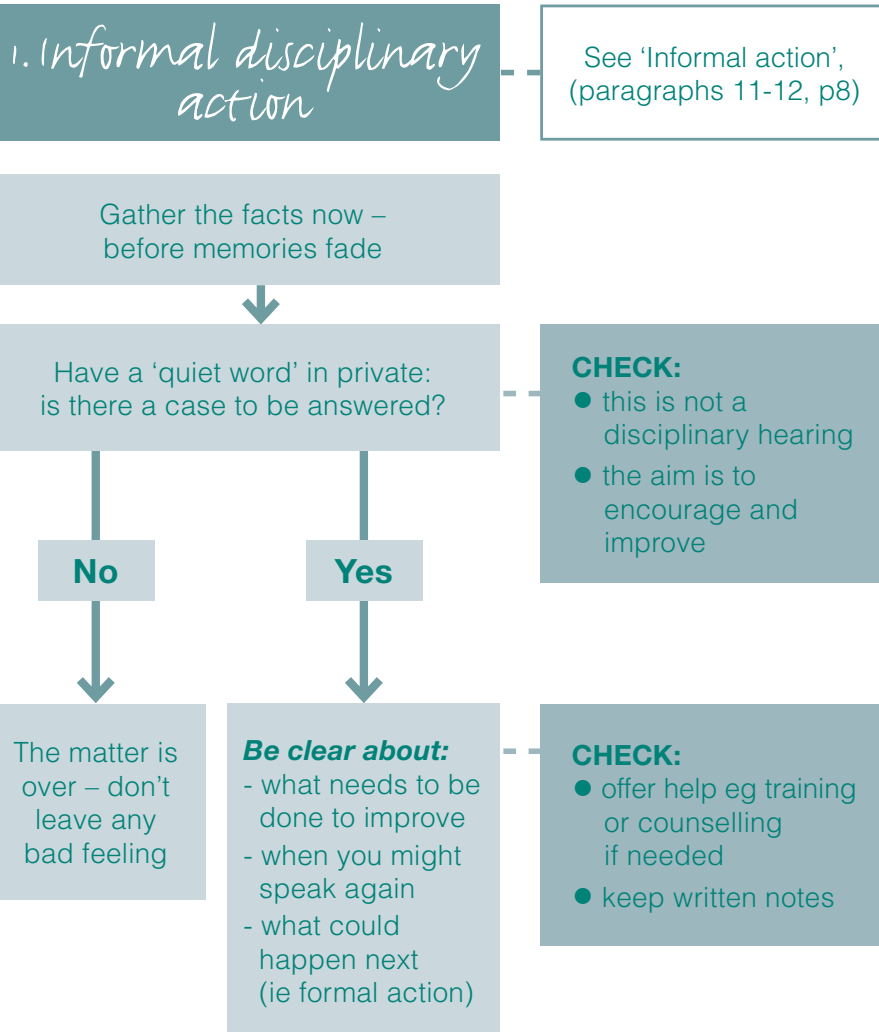 1. Informal disciplinary
action
See ‘Informal action’,
(paragraphs 11-12, p8)
Gather the facts now –
before memories fade
Have a ‘quiet word’ in private:
is there a case to be answered?
CHECK:
● this is not a
disciplinary hearing
● the aim is to
encourage and
improve
No
Yes
The matter is
over – don’t
leave any
bad feeling
Be clear about:
- what needs to be
done to improve
- when you might
speak again
- what could
happen next
(ie formal action)
CHECK:
● offer help eg training
or counselling
if needed
● keep written notes